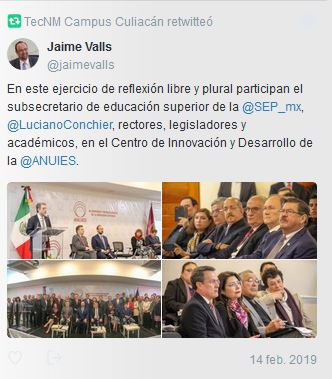 TecNM Campus Culiacán retwitteó
Jaime Valls
@jaimevalls
En este ejercicio de reflexión libre y plural participan el
subsecretario de educación superior de la @SEP_mx,
@LucianoConchier, rectores, legisladores y
académicos, en el Centro de Innovación y Desarrollo de
la @ANUIES.
14 feb. 2019